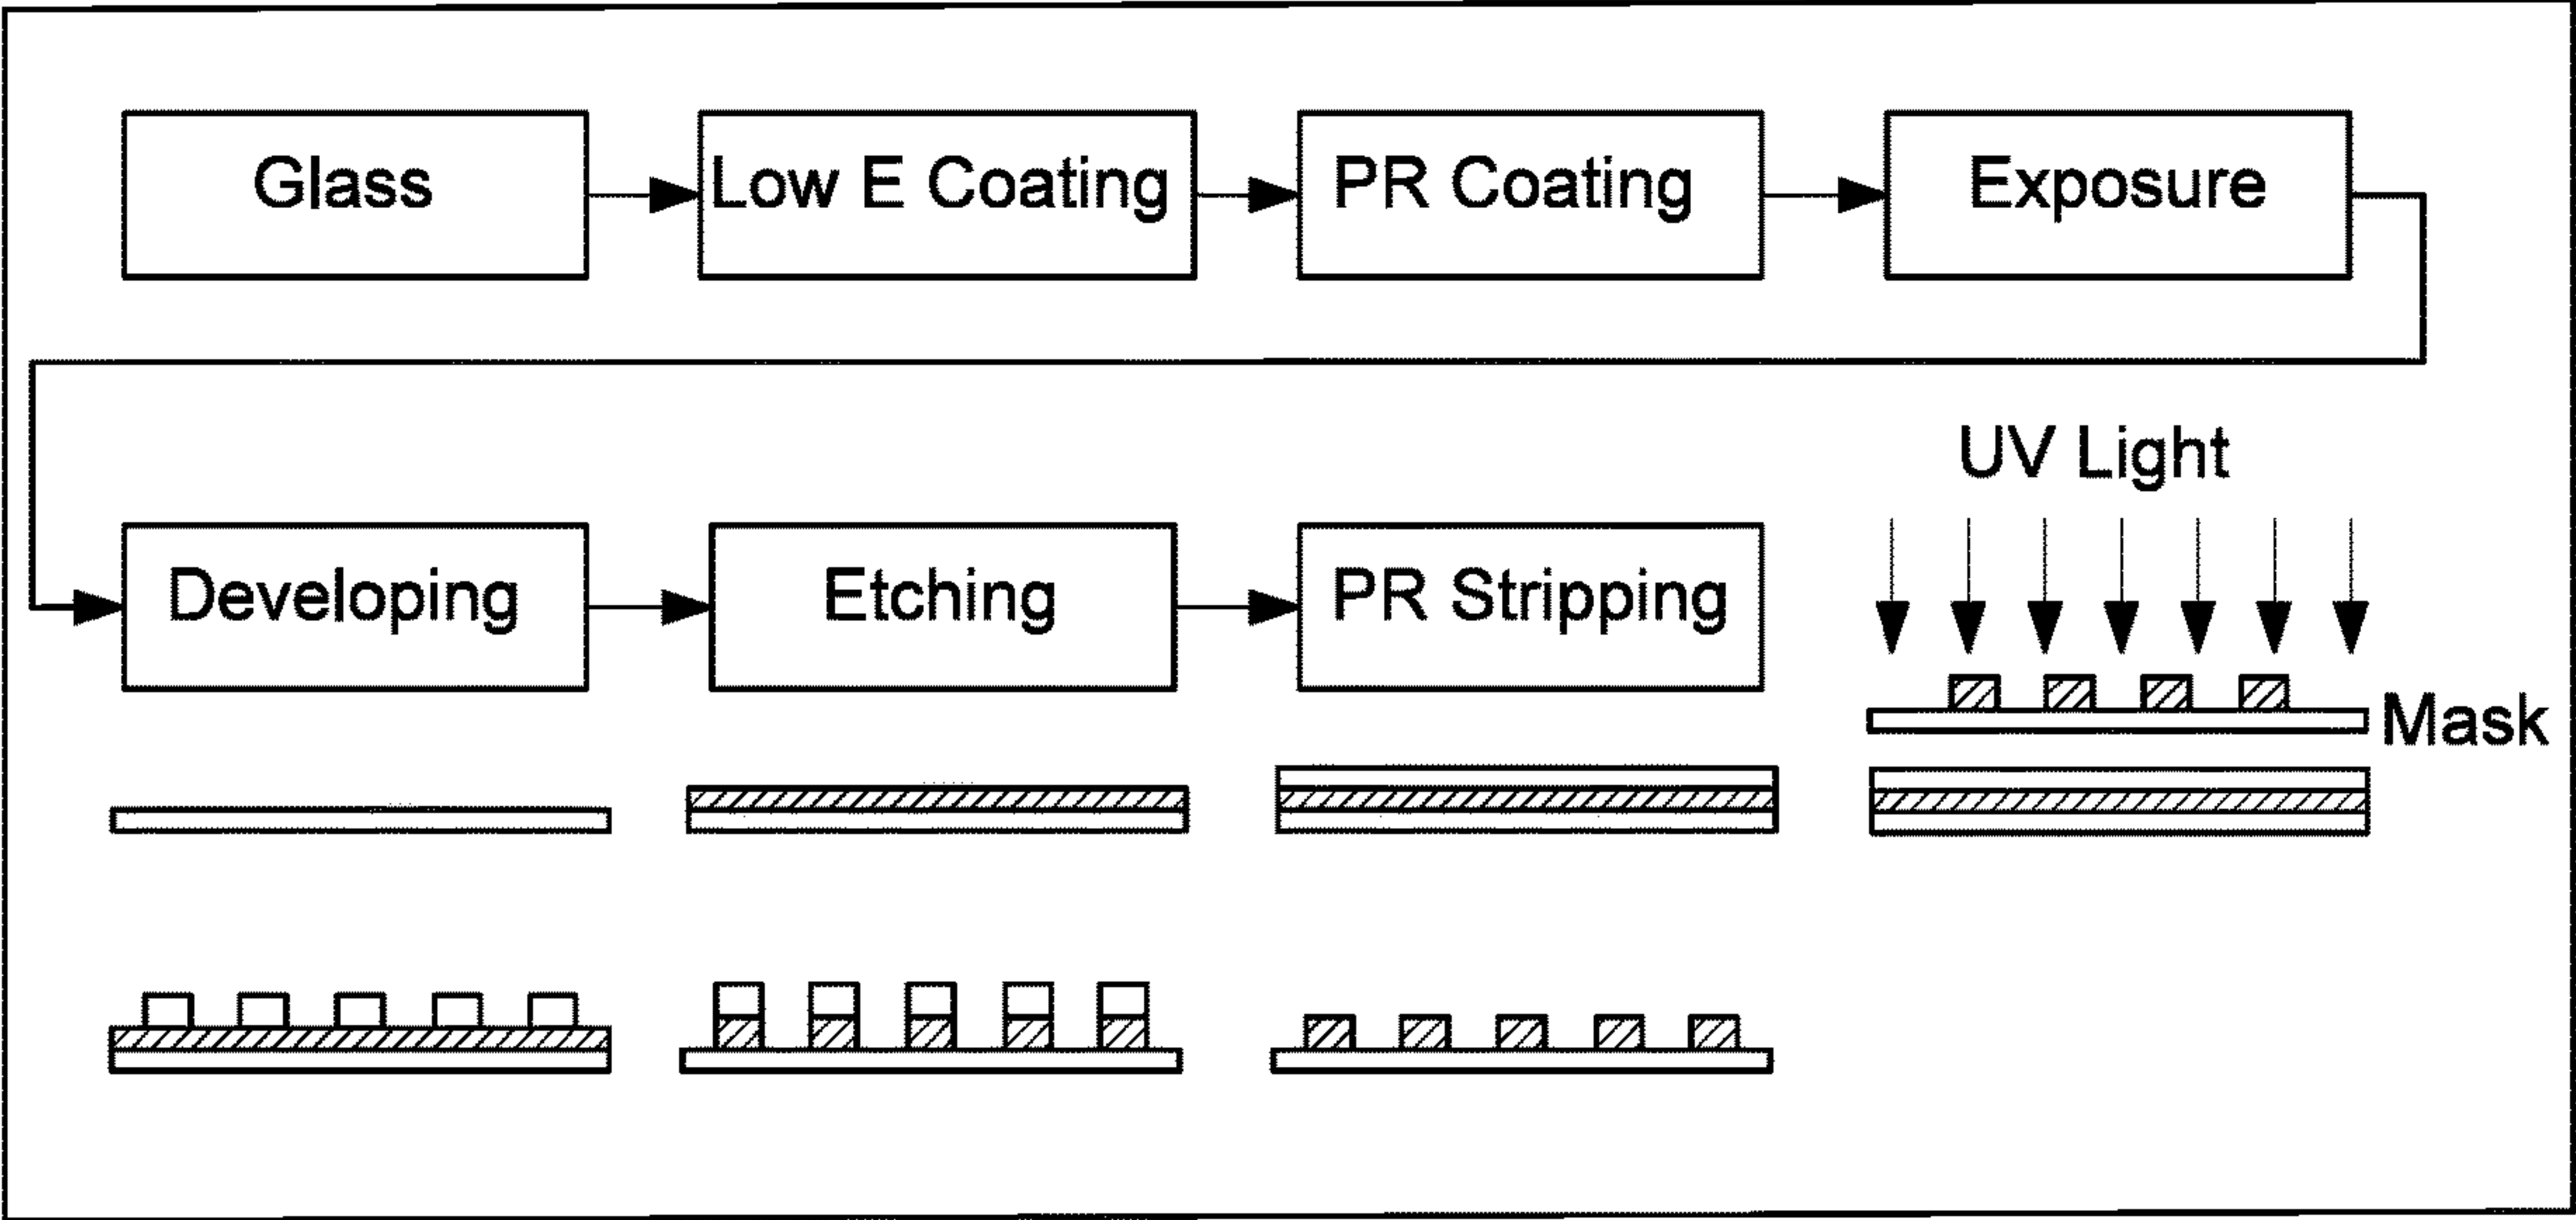 Glass
Low E Coating
PR Coating
Exposure
UV Light
Developing
Etching
PR Stripping
Mask